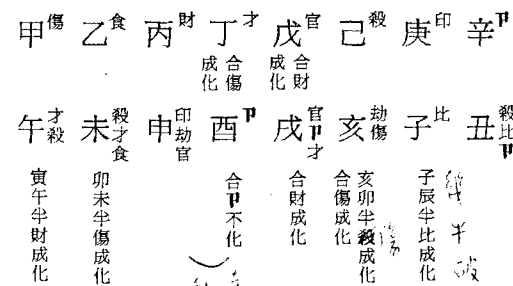 甲傷 乙食 丙財 丁才 戊官 己殺 庚印 辛卩
合傷
成化
合財
成化
午才殺 未殺才食 申印劫官 酉卩 戌官卩才 亥劫傷 子比 丑殺比卩
寅午半財成化
卯未半傷成化
合卩不化
合財成化
亥卯半殺成化
合傷成化
子辰半比成化
傷
半
破